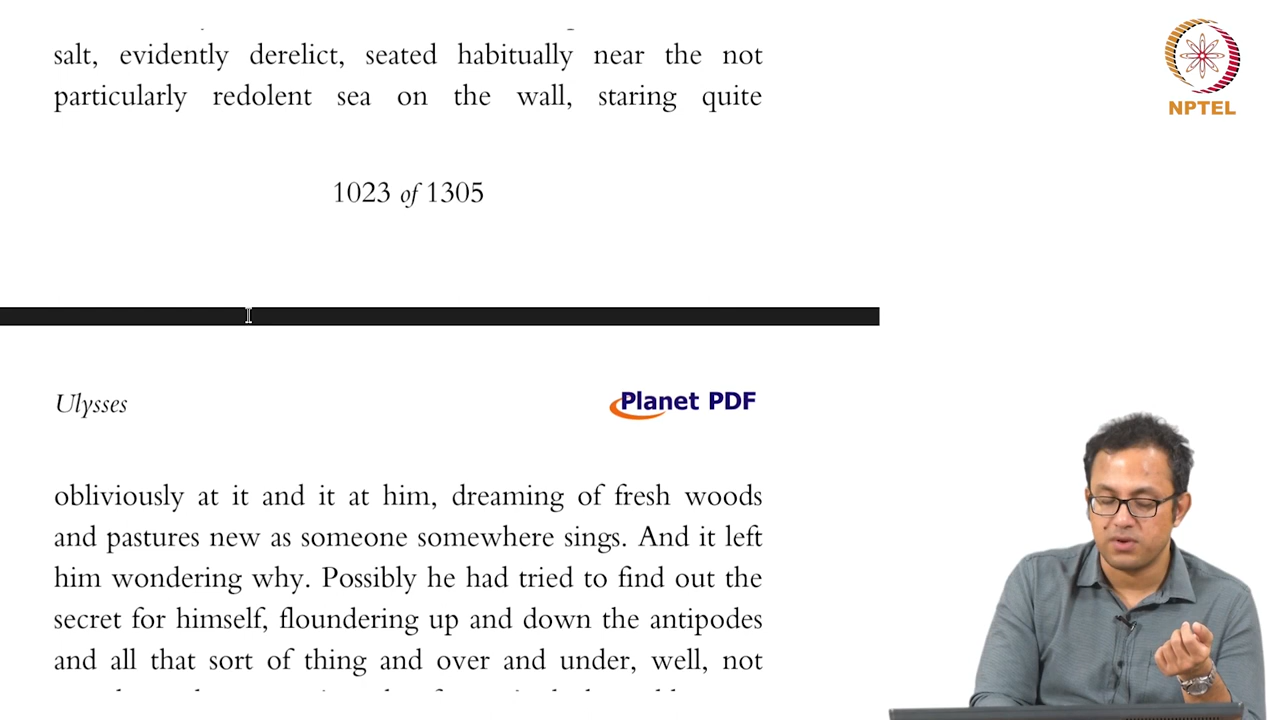 salt, evidently derelict, seated habitually near the not
particularly redolent sea on the wall, staring quite
NPTEL
1023 of 1305
Ulysses
Planet PDF
obliviously at it and it at him, dreaming of fresh woods
and pastures new as someone somewhere sings. And it left
him wondering why. Possibly he had tried to find out the
secret for himself, floundering up and down the antipodes
and all that sort of thing and over and under, well, not